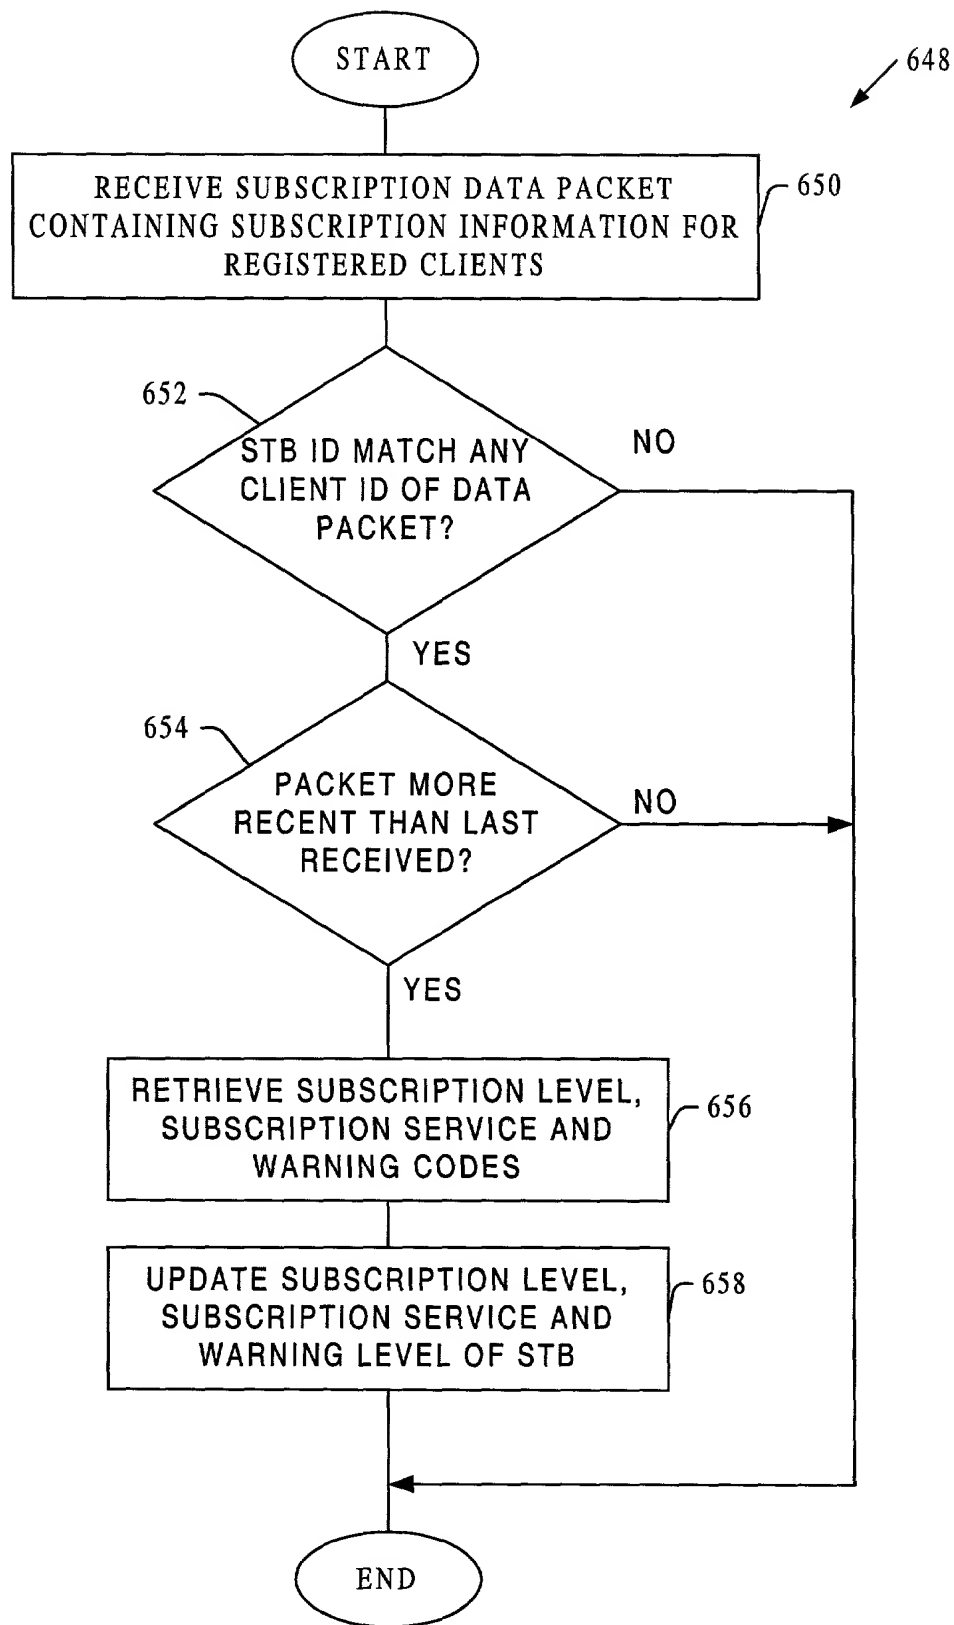 START
648
RECEIVE SUBSCRIPTION DATA PACKET
CONTAINING SUBSCRIPTION INFORMATION FOR
REGISTERED CLIENTS
650
652
STB ID MATCH ANY
CLIENT ID OF DATA
PACKET?
NO
YES
654
PACKET MORE
RECENT THAN LAST
RECEIVED?
NO
YES
RETRIEVE SUBSCRIPTION LEVEL,
SUBSCRIPTION SERVICE AND
WARNING CODES
656
UPDATE SUBSCRIPTION LEVEL,
SUBSCRIPTION SERVICE AND
WARNING LEVEL OF STB
658
END